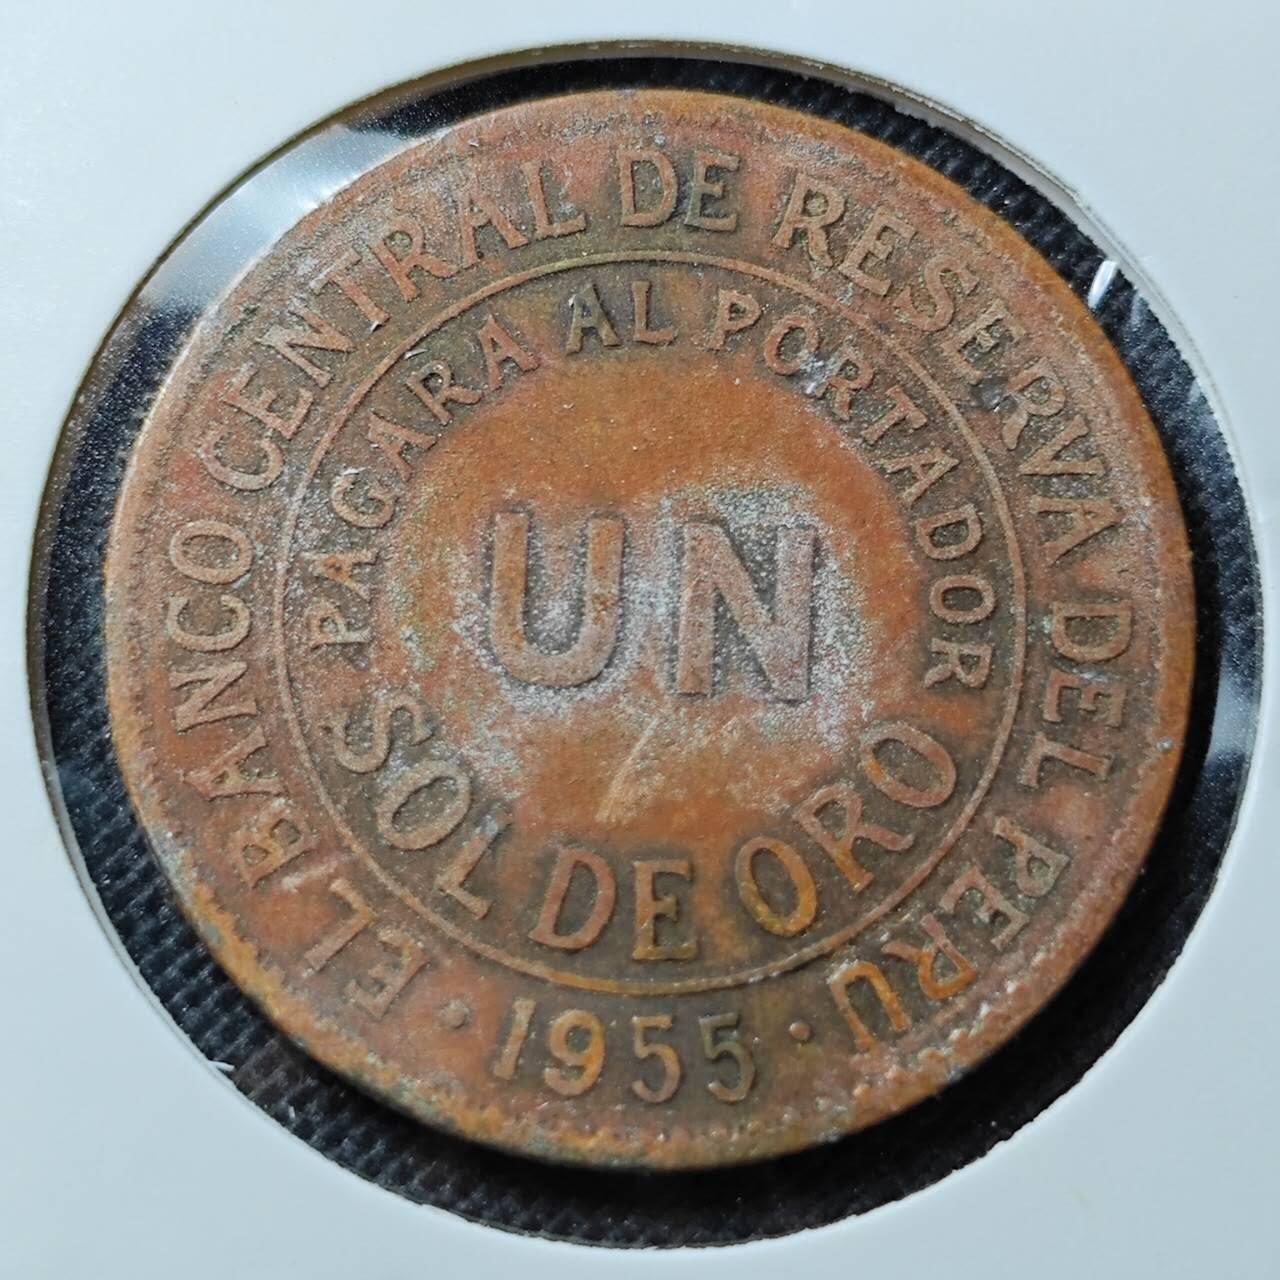 EL BANCO CENTRAL DE RESERVA DEL PERU
PAGARA AL PORTADOR
UN
SOL DE ORO
· 1955 ·